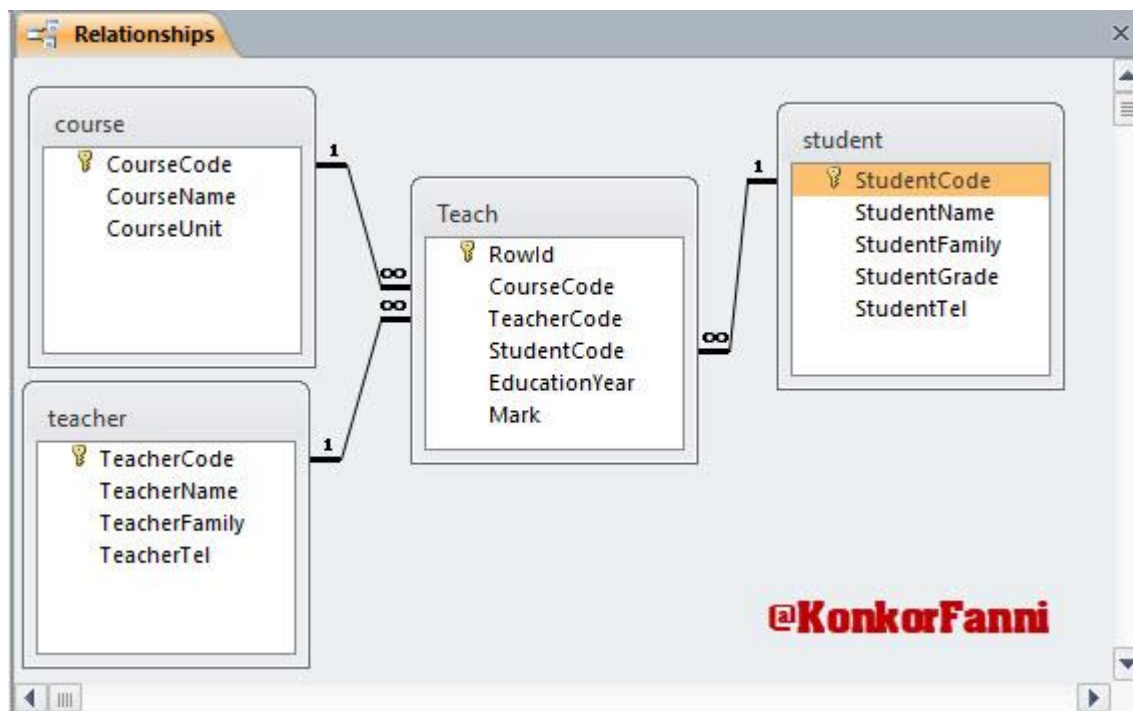 Relationships
course
CourseCode
CourseName
CourseUnit
1
∞
teacher
TeacherCode
TeacherName
TeacherFamily
TeacherTel
1
∞
Teach
RowId
CourseCode
TeacherCode
StudentCode
EducationYear
Mark
∞
1
student
StudentCode
StudentName
StudentFamily
StudentGrade
StudentTel
@KonkorFanni